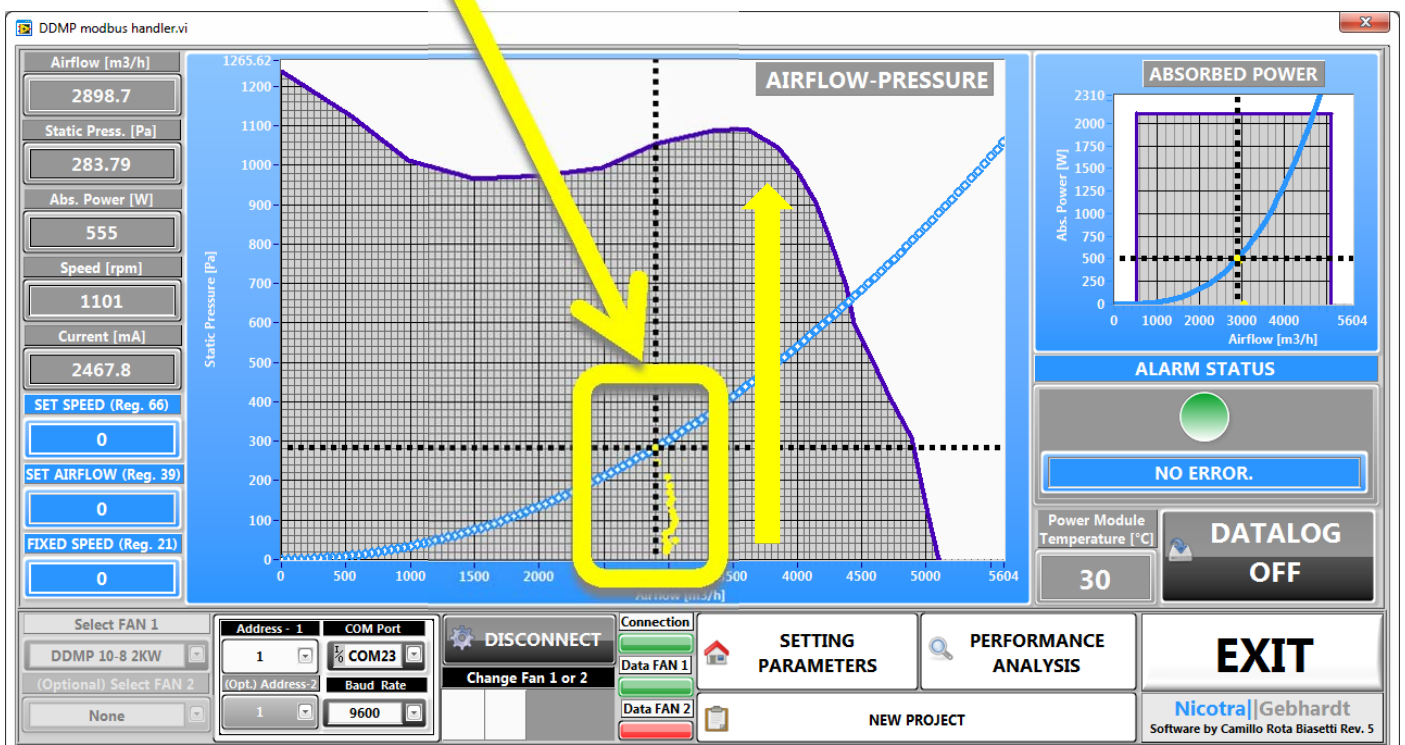 DDMP modbus handler.vi
Airflow [m3/h]
2898.7
Static Press. [Pa]
283.79
Abs. Power [W]
555
Speed [rpm]
1101
Current [mA]
2467.8
SET SPEED (Reg. 66)
0
SET AIRFLOW (Reg. 39)
0
FIXED SPEED (Reg. 21)
0
AIRFLOW-PRESSURE
Static Pressure [Pa]
1265.62
1200
1100
1000
900
800
700
600
500
400
300
200
100
0
0 500 1000 1500 2000 500 4000 4500 5000 5604
Airflow [m3/h]
ABSORBED POWER
Abs. Power [W]
2310
2000
1750
1500
1250
1000
750
500
250
0
0 1000 2000 3000 4000 5604
Airflow [m3/h]
ALARM STATUS
NO ERROR.
Power Module
Temperature [°C]
30
DATALOG
OFF
Select FAN 1
DDMP 10-8 2KW
(Optional) Select FAN 2
None
Address - 1
1
(Opt.) Address-2
1
COM Port
COM23
Baud Rate
9600
DISCONNECT
Change Fan 1 or 2
Connection
Data FAN 1
Data FAN 2
SETTING
PARAMETERS
PERFORMANCE
ANALYSIS
NEW PROJECT
EXIT
Nicotra||Gebhardt
Software by Camillo Rota Biasetti Rev. 5